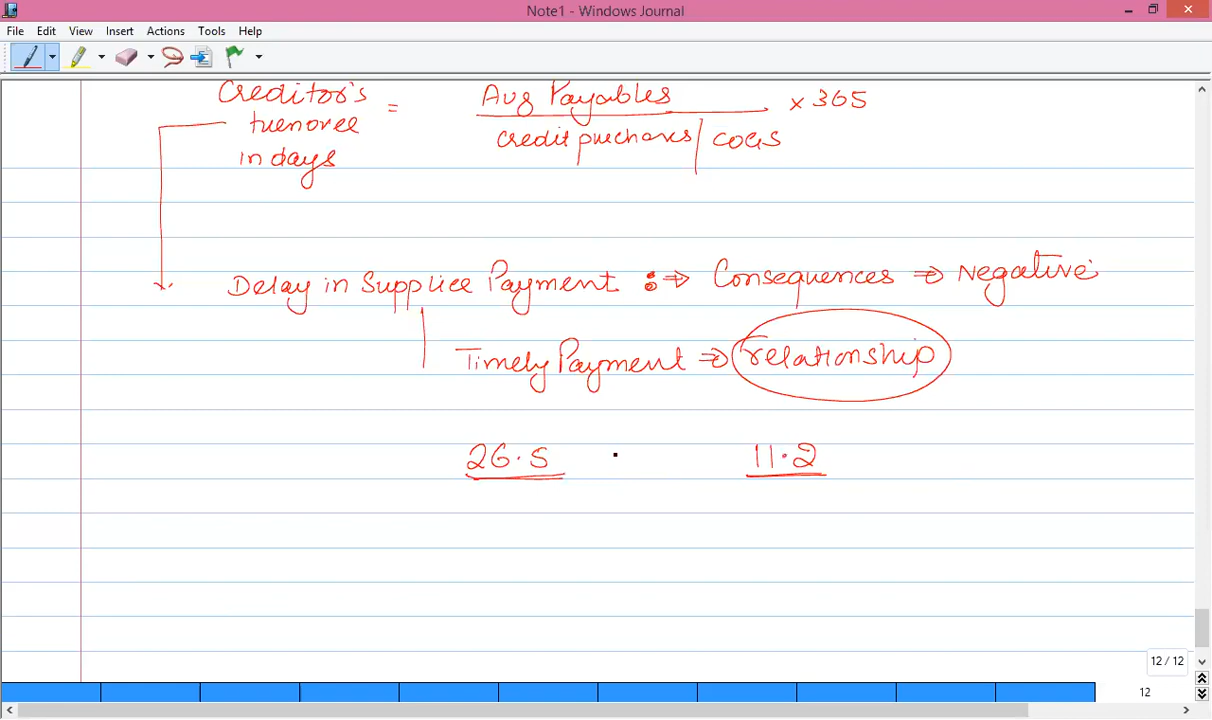 Note1 - Windows Journal
File Edit View Insert Actions Tools Help
Creditor's = Avg Payables × 365
turnover credit purchases / COGS
in days
Delay in Supplier Payment : ⇒ Consequences ⇒ Negative
Timely Payment ⇒ relationship
26.5 11.2
12 / 12
12